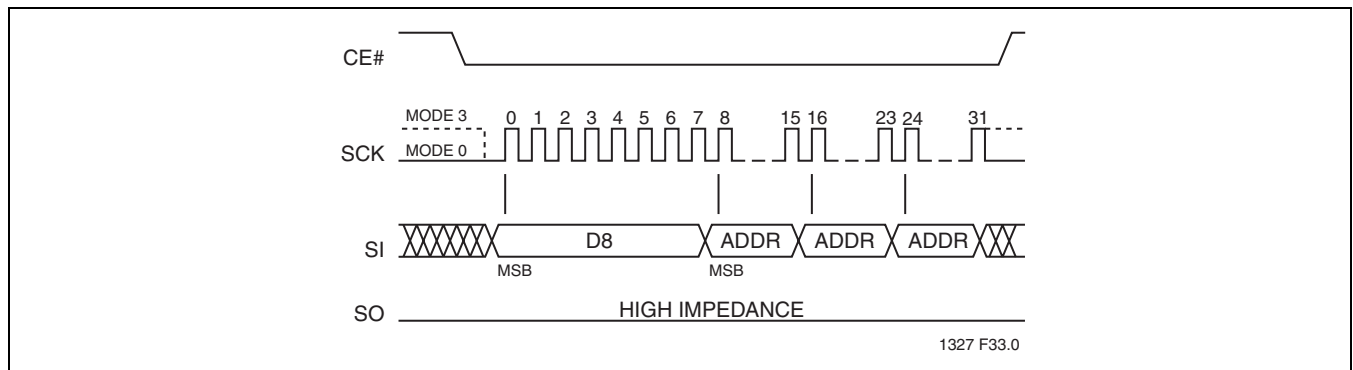 CE#
MODE 3
0 1 2 3 4 5 6 7 8 15 16 23 24 31
SCK
MODE 0
SI
D8 ADDR ADDR ADDR
MSB MSB
SO
HIGH IMPEDANCE
1327 F33.0